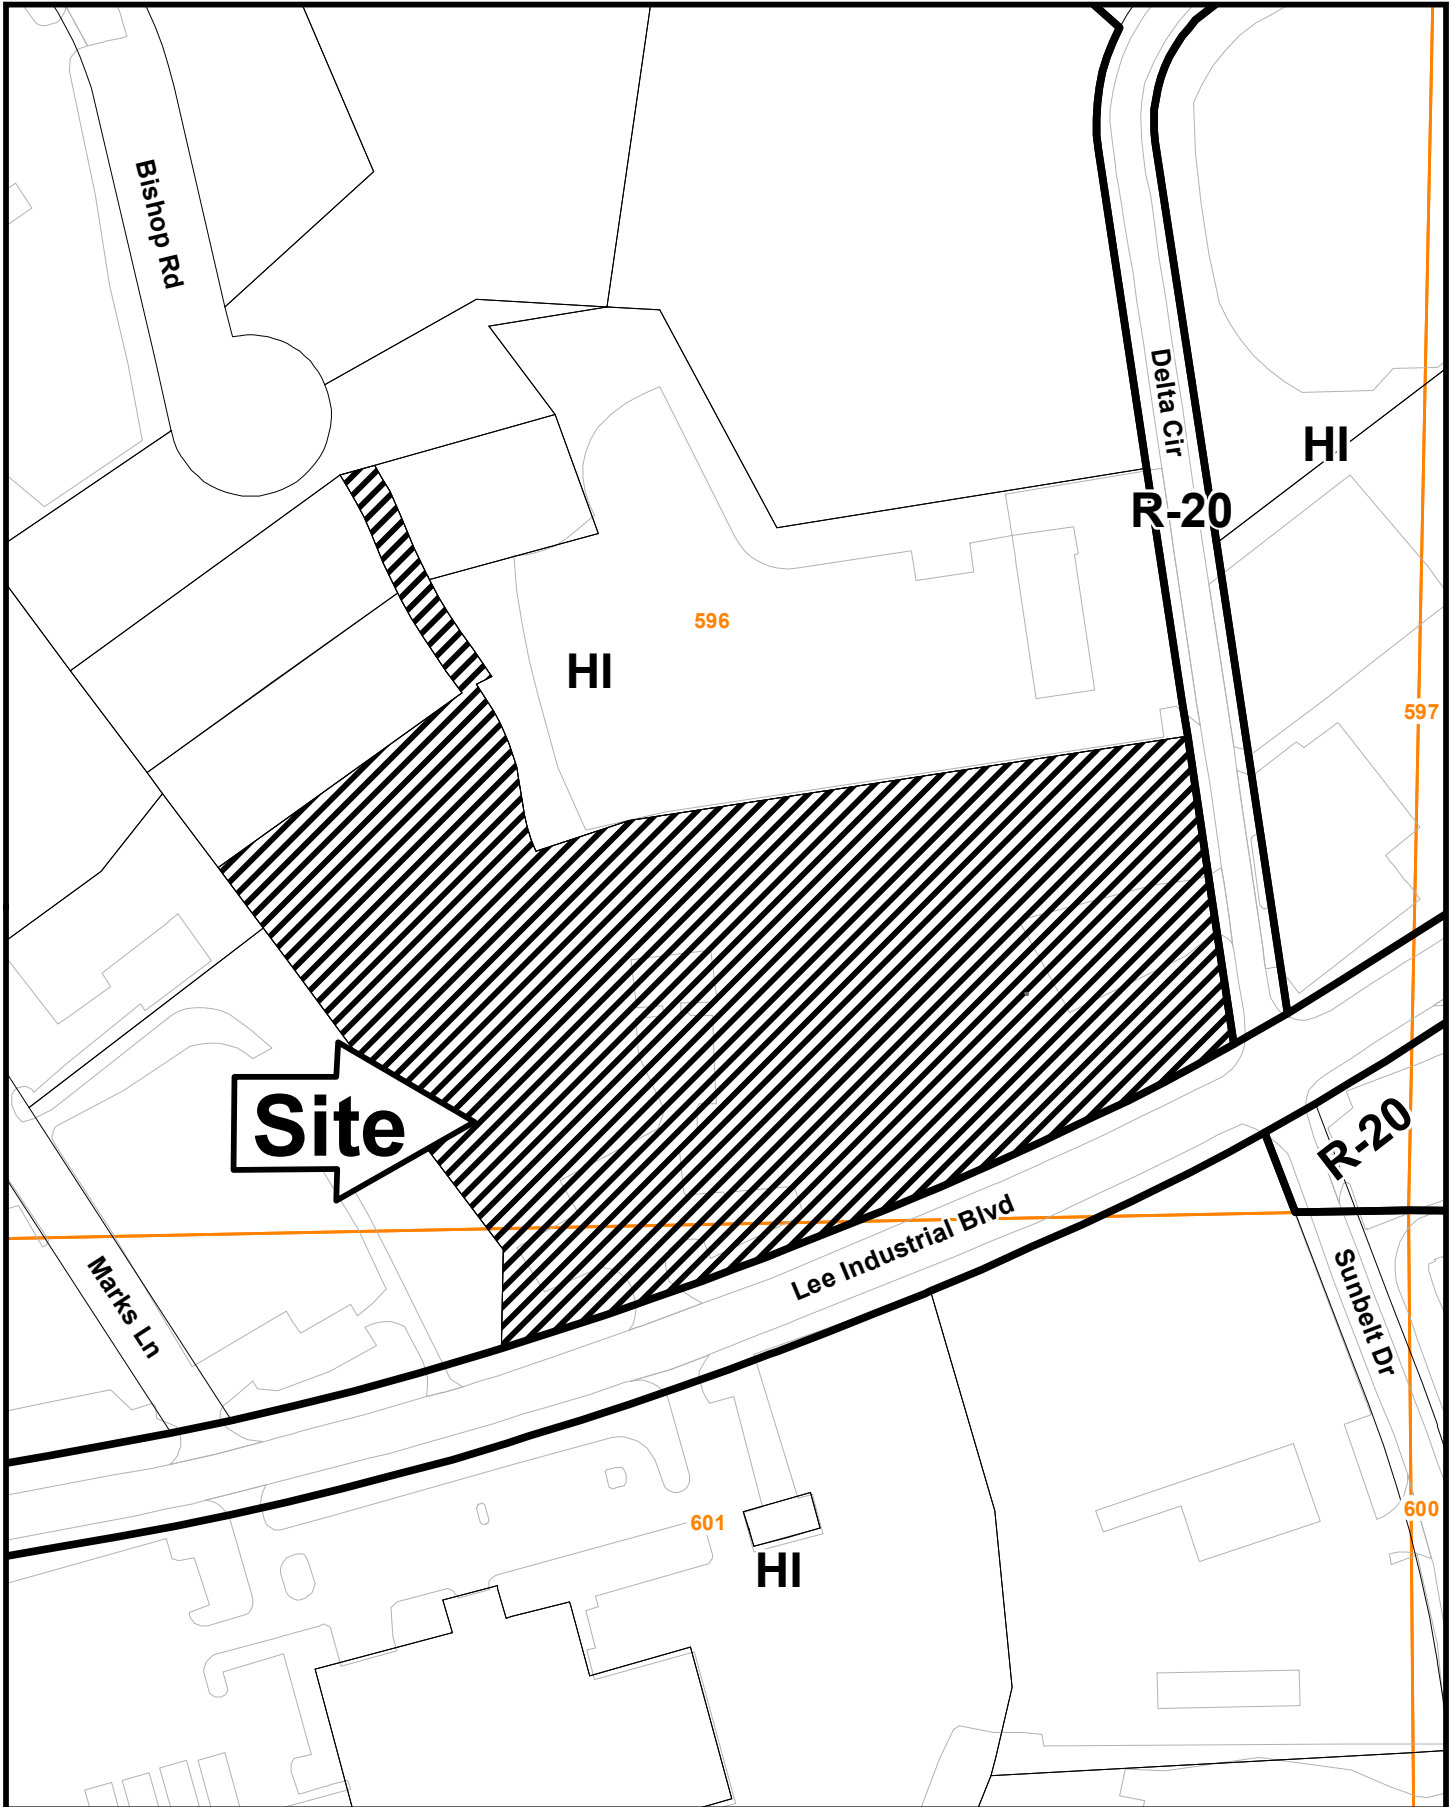 Bishop Rd
Delta Cir
HI
R-20
596
HI
597
Site
R-20
Lee Industrial Blvd
Marks Ln
Sunbelt Dr
600
601
HI